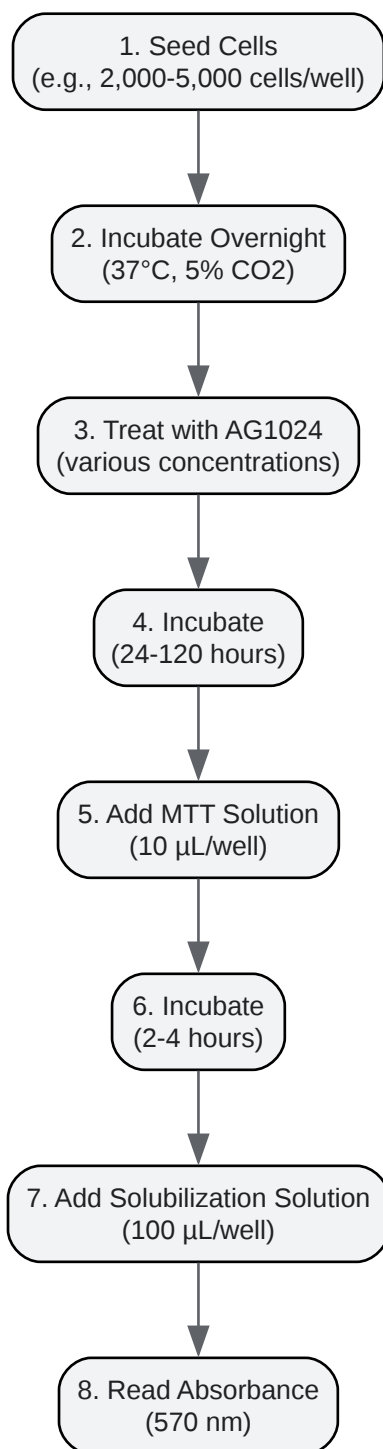 1. Seed Cells
(e.g., 2,000-5,000 cells/well)
2. Incubate Overnight
(37°C, 5% CO2)
3. Treat with AG1024
(various concentrations)
4. Incubate
(24-120 hours)
5. Add MTT Solution
(10 µL/well)
6. Incubate
(2-4 hours)
7. Add Solubilization Solution
(100 µL/well)
8. Read Absorbance
(570 nm)